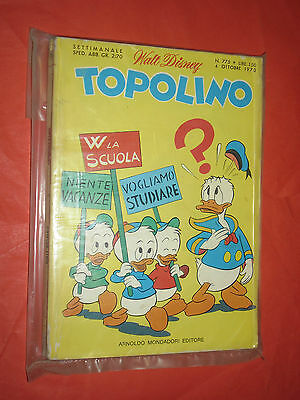 SETTIMANALE
SPED. ABB. GR. 2/70
Walt Disney
N. 775 • LIRE 150
4 OTTOBRE 1970
TOPOLINO
W LA
SCUOLA
NIENTE
VACANZE
VOGLIAMO
STUDIARE
?
ARNOLDO MONDADORI EDITORE